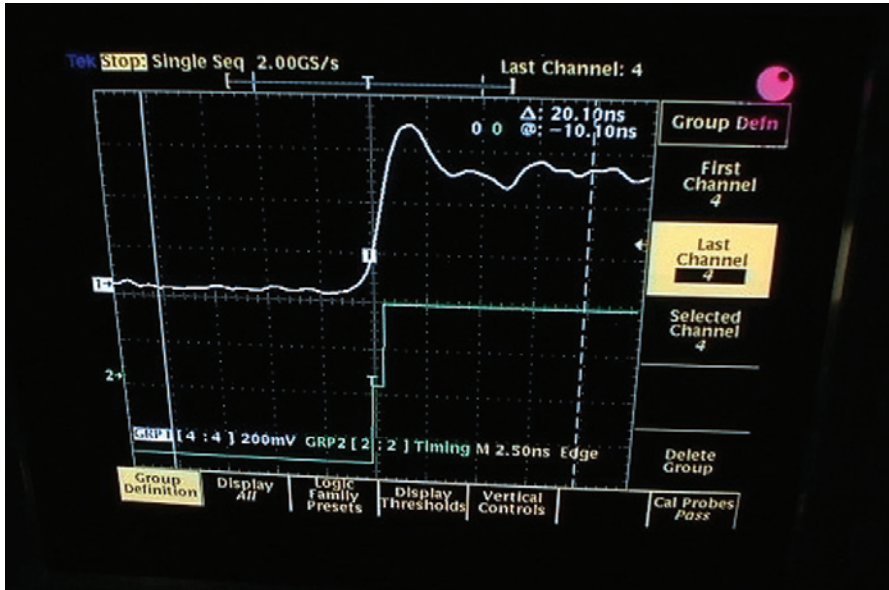 Tek Stop: Single Seq 2.00GS/s
Last Channel: 4
T
Δ: 20.10ns
0 0 @: -10.10ns
Group Defn
First
Channel
4
Last
Channel
4
Selected
Channel
4
Delete
Group
1→
2→
T
GRP1 [ 4 : 4 ] 200mV GRP2 [ 2 : 2 ] Timing M 2.50ns Edge
Group
Definition
Display
All
Logic
Family
Presets
Display
Thresholds
Vertical
Controls
Cal Probes
Pass